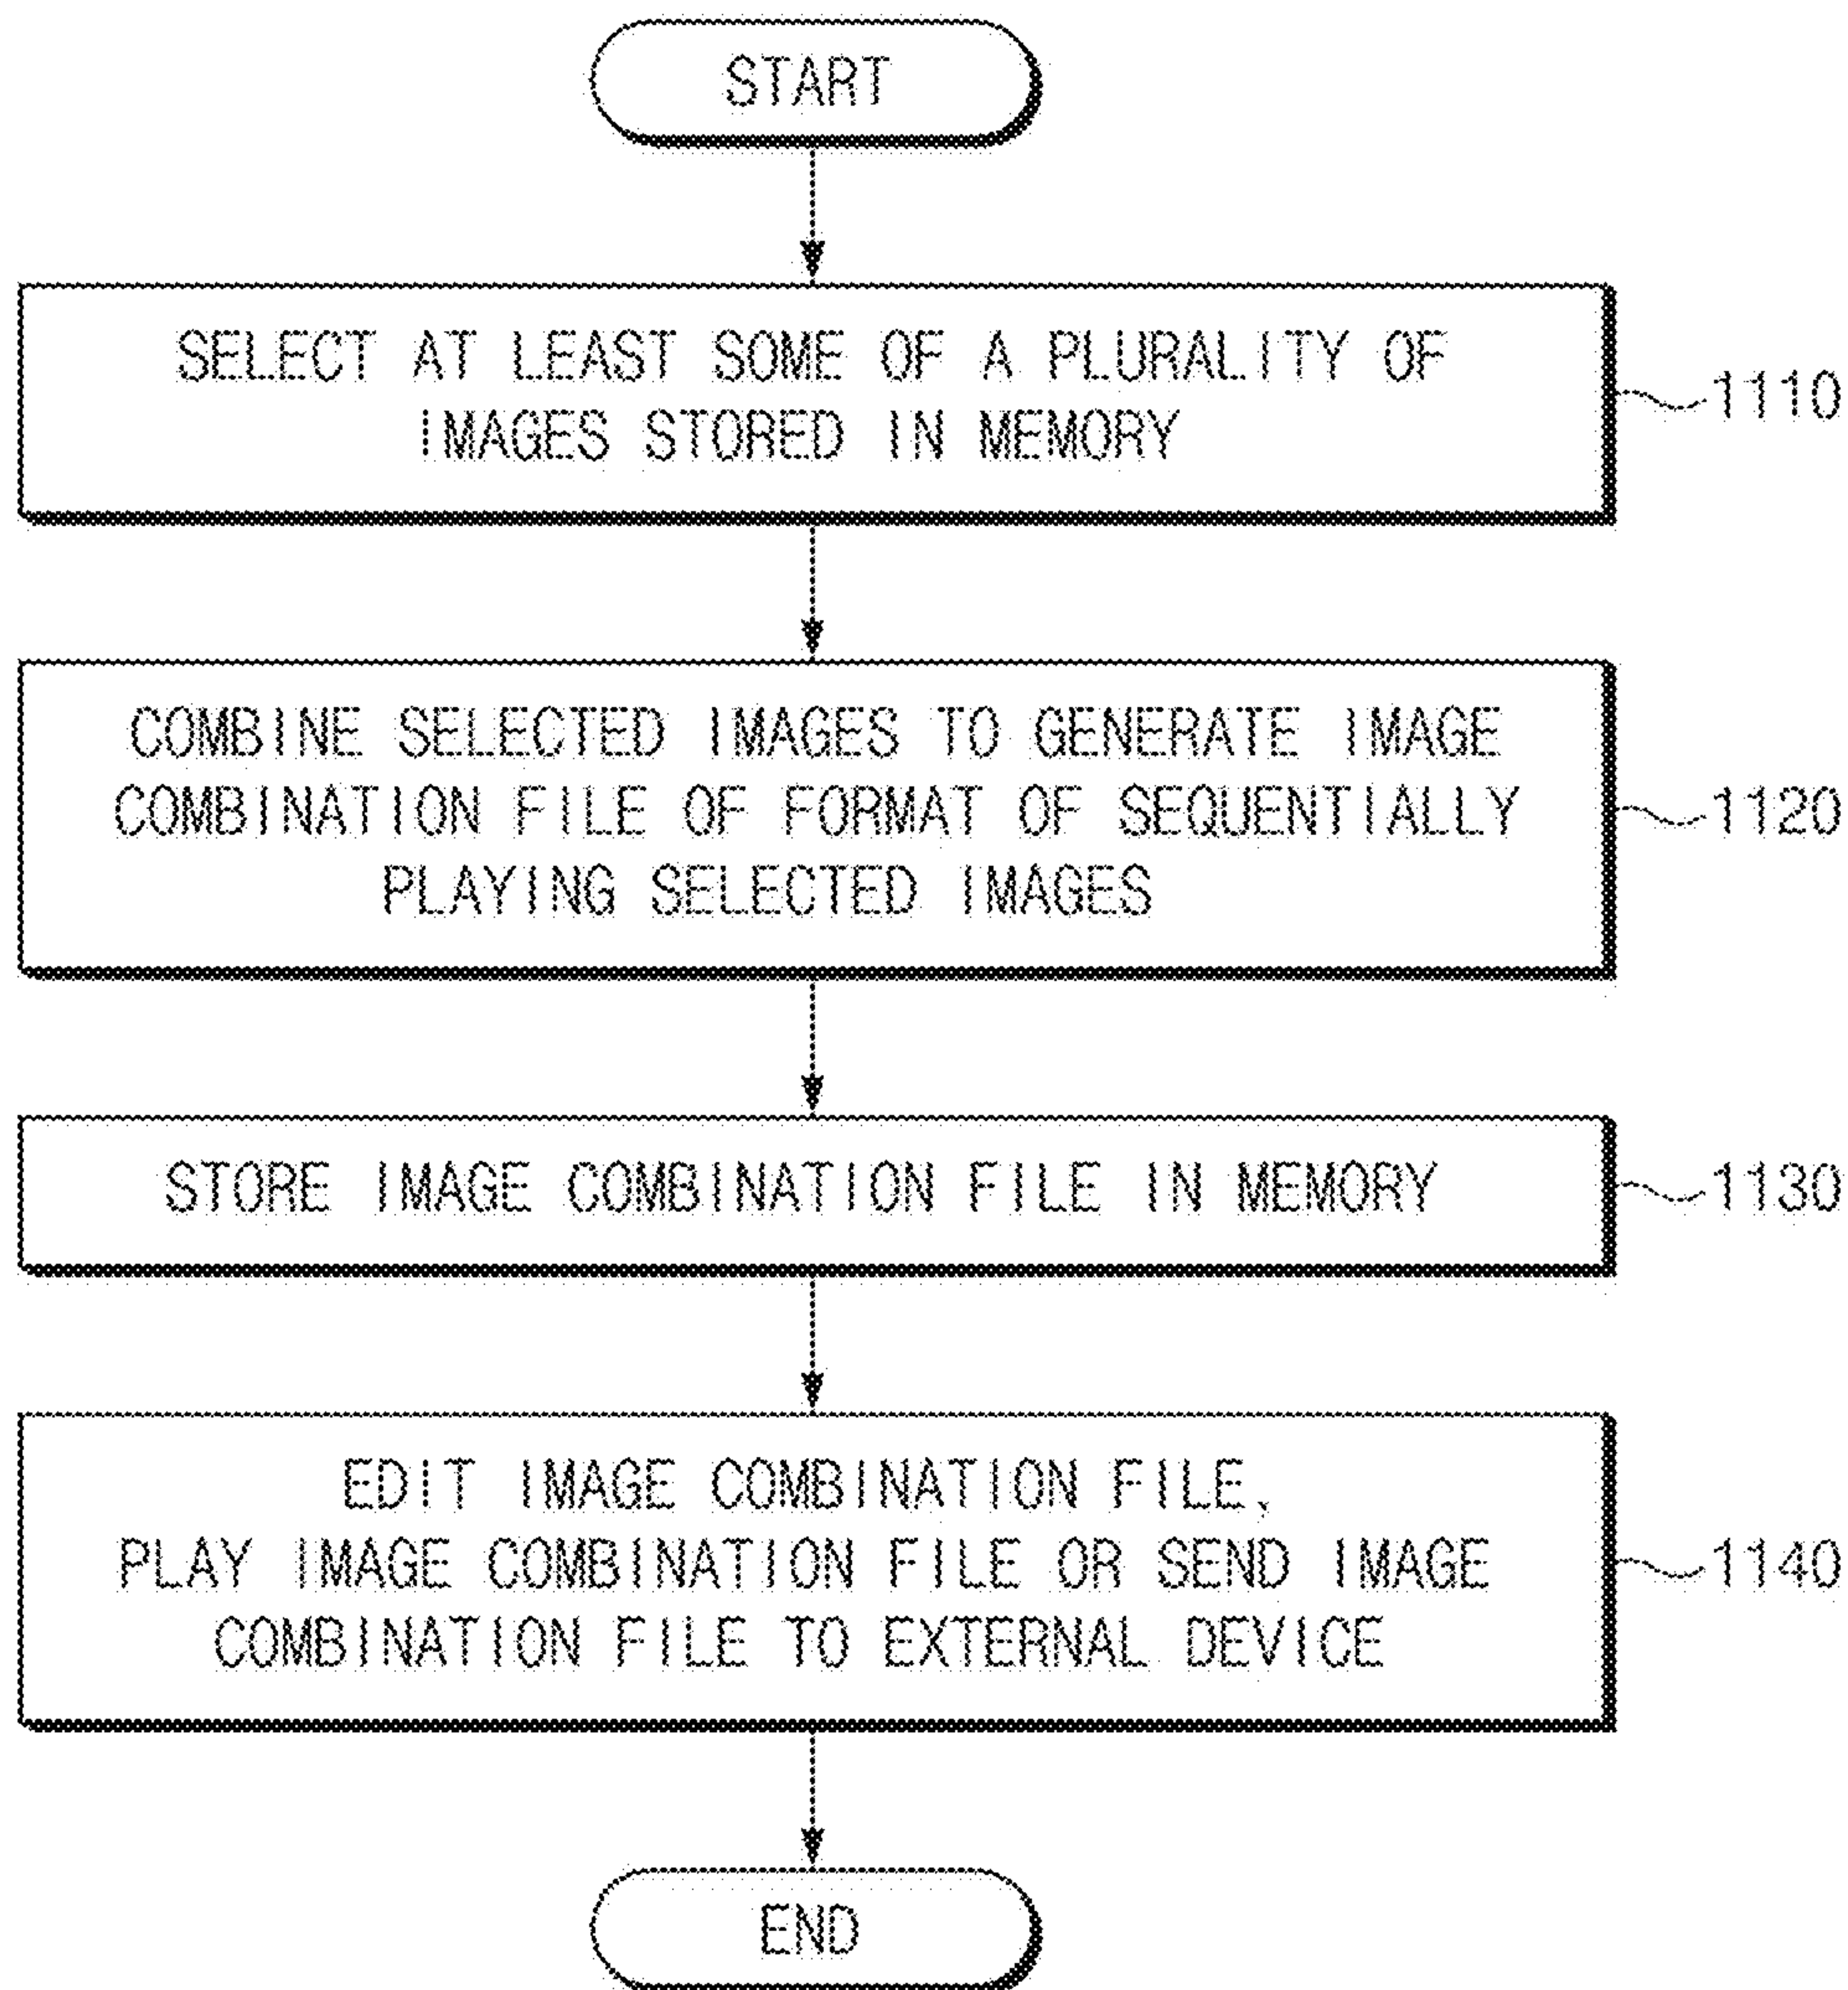 START
SELECT AT LEAST SOME OF A PLURALITY OF
IMAGES STORED IN MEMORY
1110
COMBINE SELECTED IMAGES TO GENERATE IMAGE
COMBINATION FILE OF FORMAT OF SEQUENTIALLY
PLAYING SELECTED IMAGES
1120
STORE IMAGE COMBINATION FILE IN MEMORY
1130
EDIT IMAGE COMBINATION FILE,
PLAY IMAGE COMBINATION FILE OR SEND IMAGE
COMBINATION FILE TO EXTERNAL DEVICE
1140
END